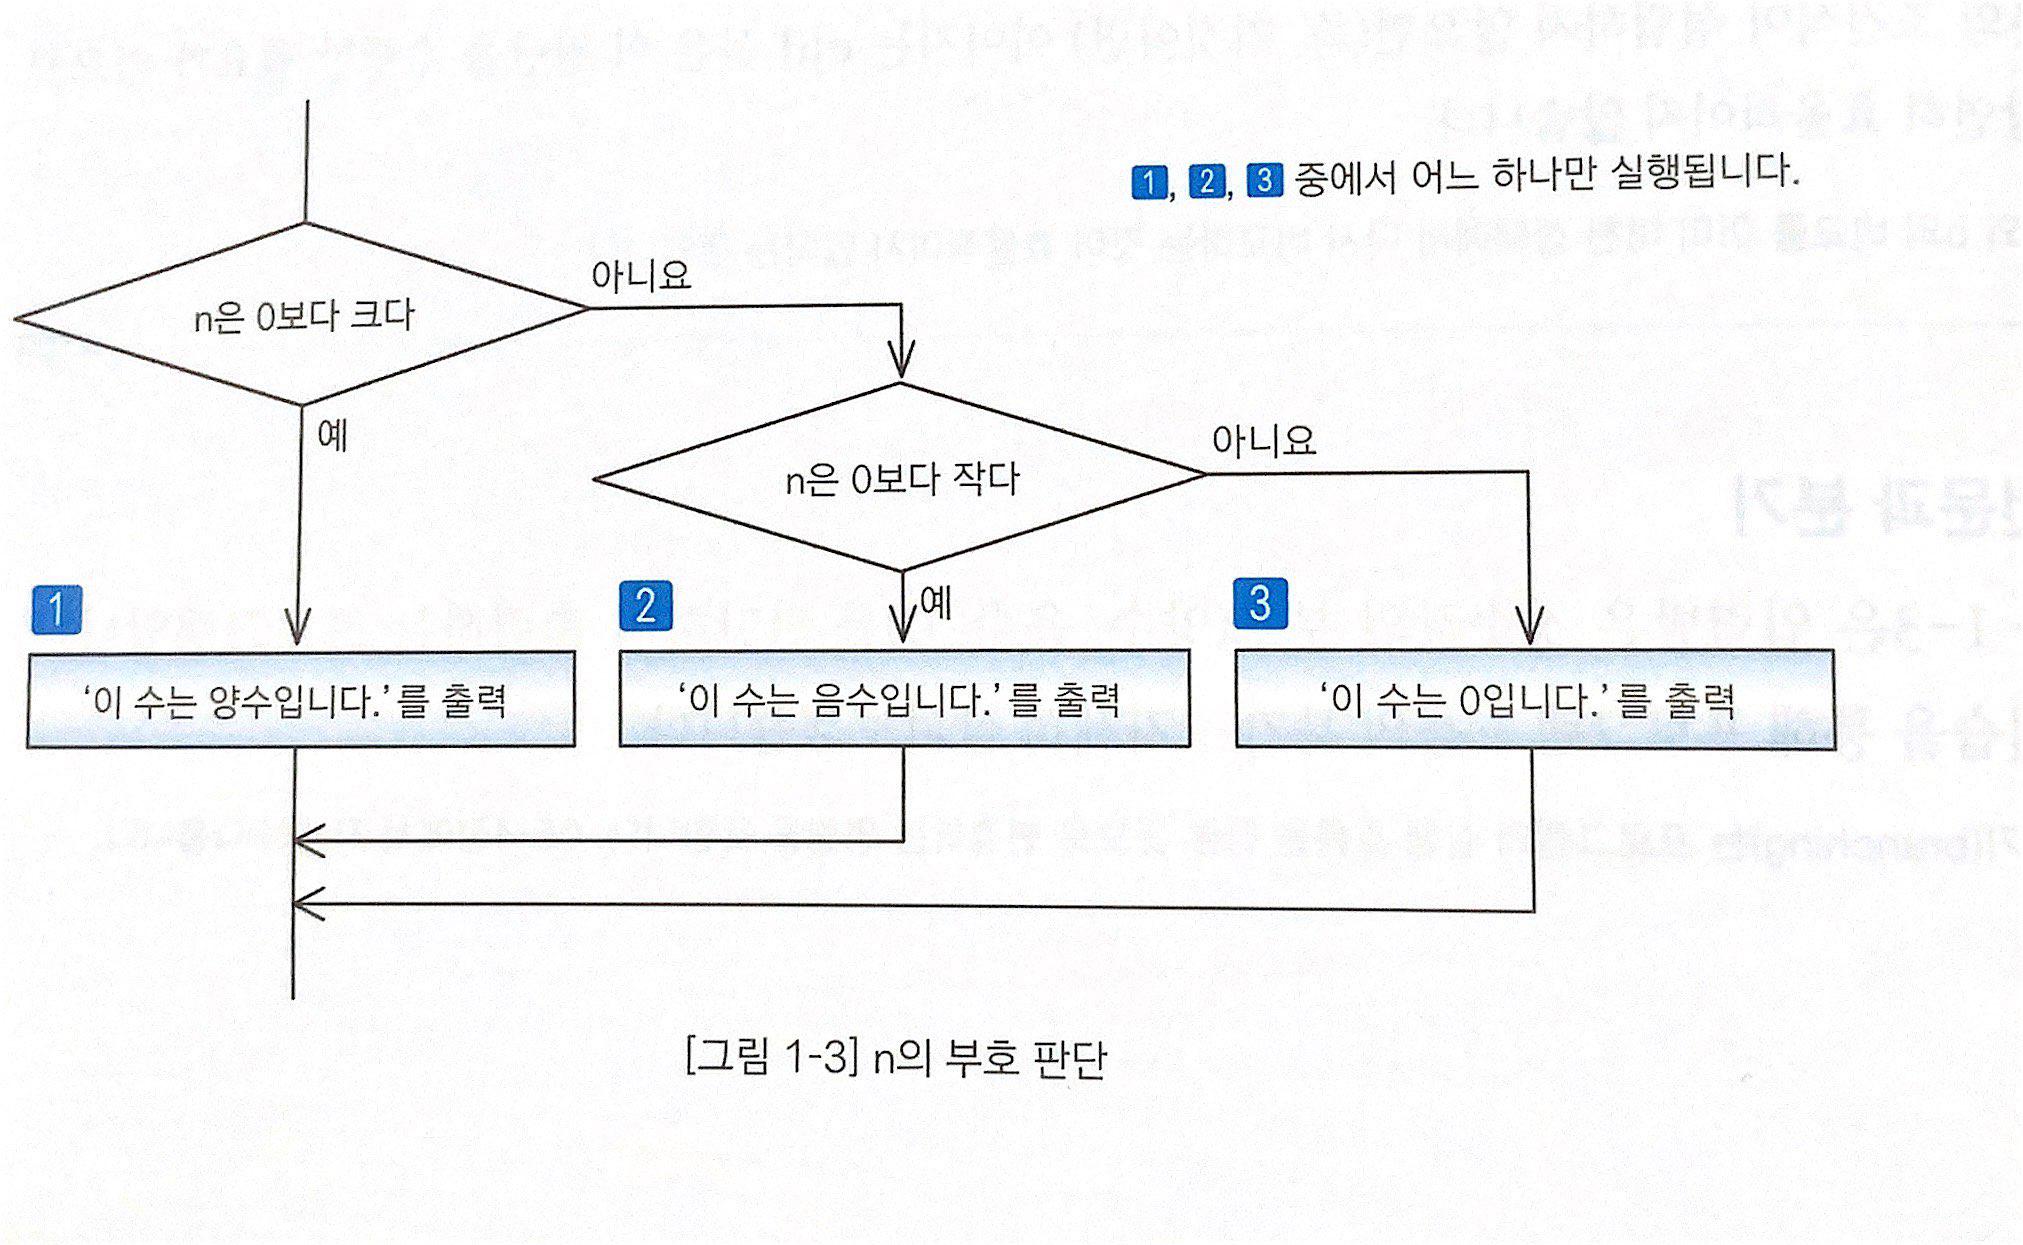 1, 2, 3 중에서 어느 하나만 실행됩니다.
n은 0보다 크다
아니요
예
n은 0보다 작다
아니요
예
1
'이 수는 양수입니다.'를 출력
2
'이 수는 음수입니다.'를 출력
3
'이 수는 0입니다.'를 출력
[그림 1-3] n의 부호 판단